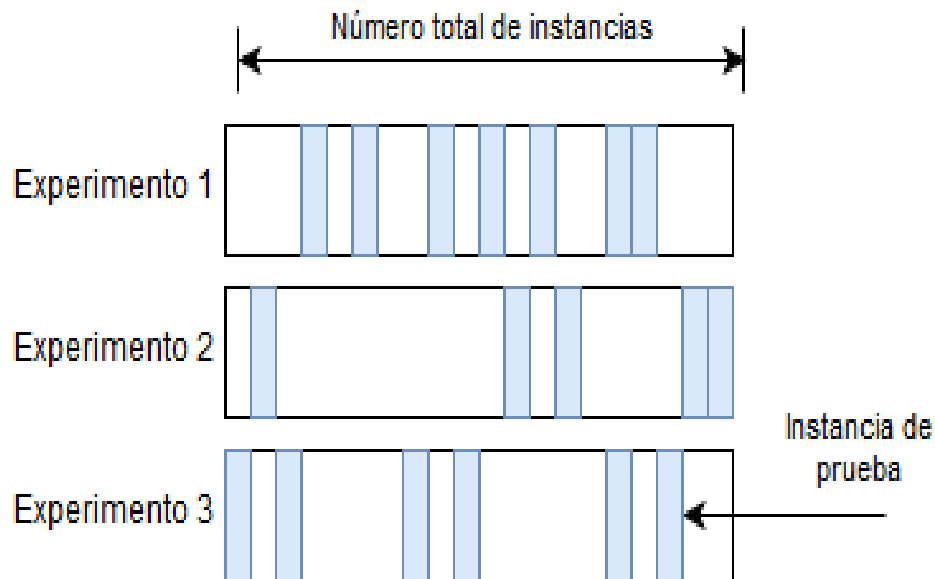 Número total de instancias
Experimento 1
Experimento 2
Instancia de
prueba
Experimento 3